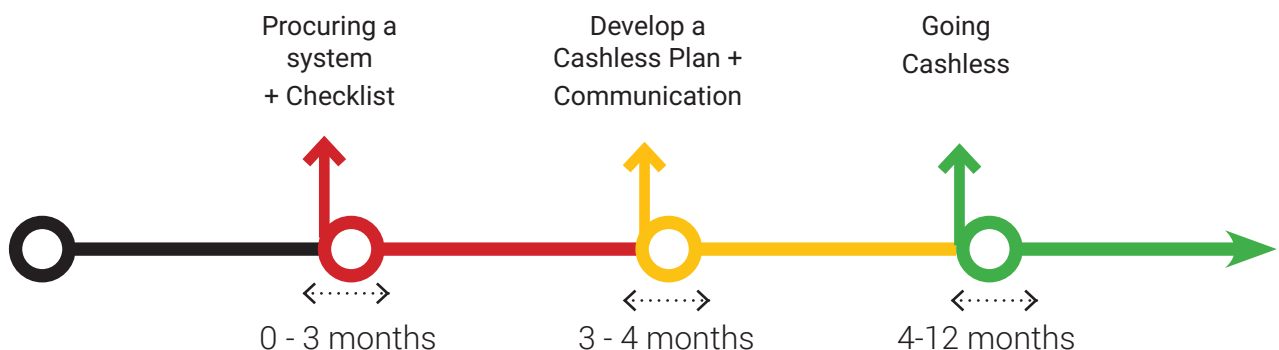 Procuring a
system
+ Checklist
Develop a
Cashless Plan +
Communication
Going
Cashless
0 - 3 months
3 - 4 months
4-12 months